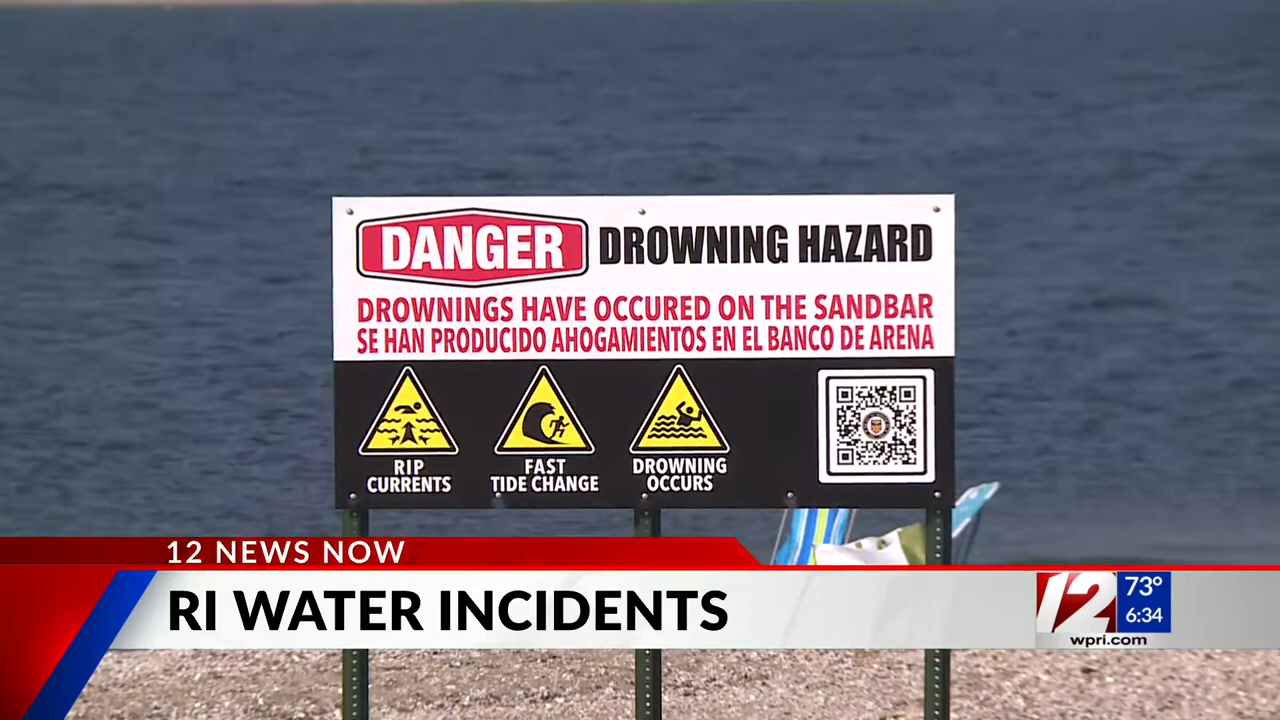 DANGER DROWNING HAZARD
DROWNINGS HAVE OCCURED ON THE SANDBAR
SE HAN PRODUCIDO AHOGAMIENTOS EN EL BANCO DE ARENA
RIP
CURRENTS
FAST
TIDE CHANGE
DROWNING
OCCURS
12 NEWS NOW
RI WATER INCIDENTS
12
73°
6:34
wpri.com